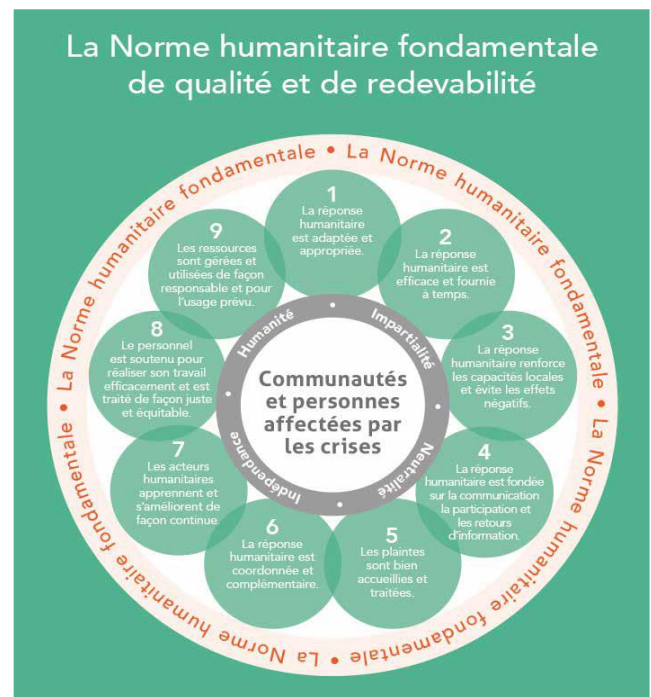 La Norme humanitaire fondamentale
de qualité et de redevabilité
La Norme humanitaire fondamentale • La Norme humanitaire fondamentale • La Norme humanitaire fondamentale • La Norme humanitaire fondamentale •
1
La réponse
humanitaire
est adaptée et
appropriée.
2
La réponse
humanitaire est
efficace et fournie
à temps.
3
La réponse
humanitaire renforce
les capacités locales
et évite les effets
négatifs.
4
La réponse
humanitaire est fondée
sur la communication
la participation et
les retours
d'information.
5
Les plaintes
sont bien
accueillies et
traitées.
6
La réponse
humanitaire est
coordonnée et
complémentaire.
7
Les acteurs
humanitaires
apprennent et
s'améliorent de
façon continue.
8
Le personnel
est soutenu pour
réaliser son travail
efficacement et est
traité de façon juste
et équitable.
9
Les ressources
sont gérées et
utilisées de façon
responsable et pour
l'usage prévu.
Humanité • Impartialité • Neutralité • Indépendance •
Communautés
et personnes
affectées par
les crises